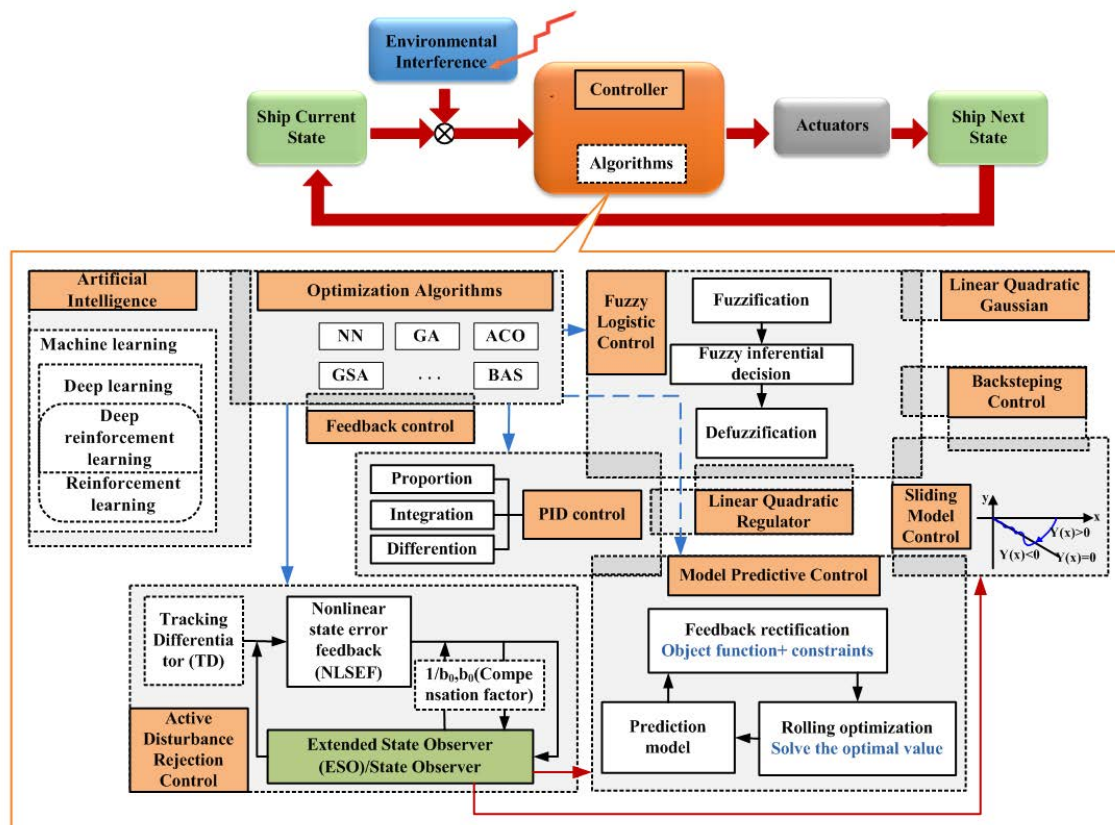 Environmental
Interference
Controller
Ship Current
State
Actuators
Ship Next
State
Algorithms
Artificial
Intelligence
Optimization Algorithms
Fuzzy
Logistic
Control
Fuzzification
Linear Quadratic
Gaussian
NN
GA
ACO
Machine learning
Fuzzy inferential
decision
GSA
. . .
BAS
Deep learning
Backsteping
Control
Deep
reinforcement
learning
Feedback control
Defuzzification
Reinforcement
learning
Proportion
Integration
Differention
PID control
Linear Quadratic
Regulator
Sliding
Model
Control
y
x
Y(x)>0
Y(x)<0
Y(x)=0
Model Predictive Control
Tracking
Differentia
tor (TD)
Nonlinear
state error
feedback
(NLSEF)
Feedback rectification
Object function+ constraints
1/b₀,b₀(Compe
nsation factor)
Prediction
model
Rolling optimization
Solve the optimal value
Active
Disturbance
Rejection
Control
Extended State Observer
(ESO)/State Observer